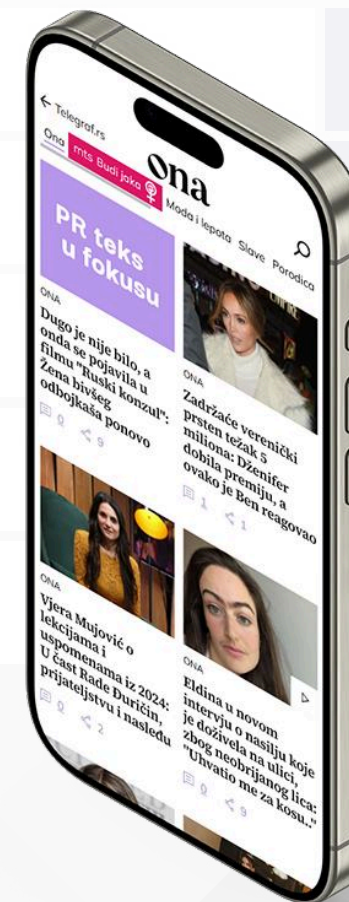 ← Telegraf.rs
Ona
Ona
mts Budi jaka
Moda i lepota
Slave
Porodica
PR teks
u fokusu
ONA
Dugo je nije bilo, a
onda se pojavila u
filmu "Ruski konzul":
Žena bivšeg
odbojkaša ponovo
0
9
ONA
Zadržaće verenički
prsten težak 5
miliona: Dženifer
dobila premiju, a
ovako je Ben reagovao
1
1
ONA
Vjera Mujović o
lekcijama i
uspomenama iz 2024:
U čast Rade Đuričin,
prijateljstvu i nasleđu
0
2
ONA
Eldina u novom
intervju o nasilju koje
je doživela na ulici,
zbog neobrijanog lica:
"Uhvatio me za kosu.."
0
9